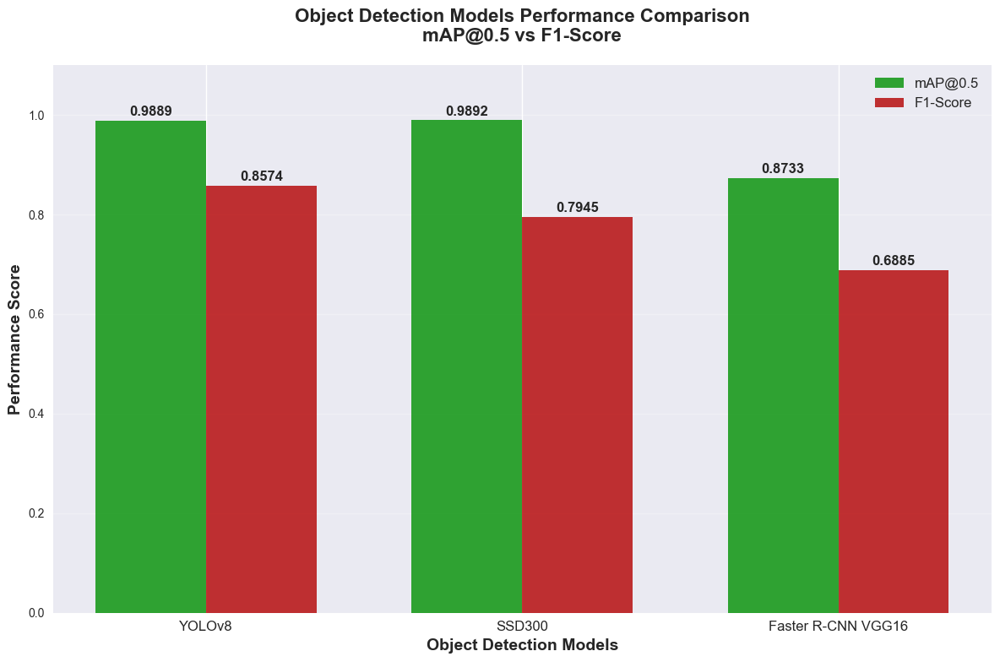 Object Detection Models Performance Comparison
mAP@0.5 vs F1-Score
mAP@0.5
F1-Score
1.0
0.8
0.6
0.4
0.2
0.0
Performance Score
0.9889
0.8574
0.9892
0.7945
0.8733
0.6885
YOLOv8
SSD300
Faster R-CNN VGG16
Object Detection Models